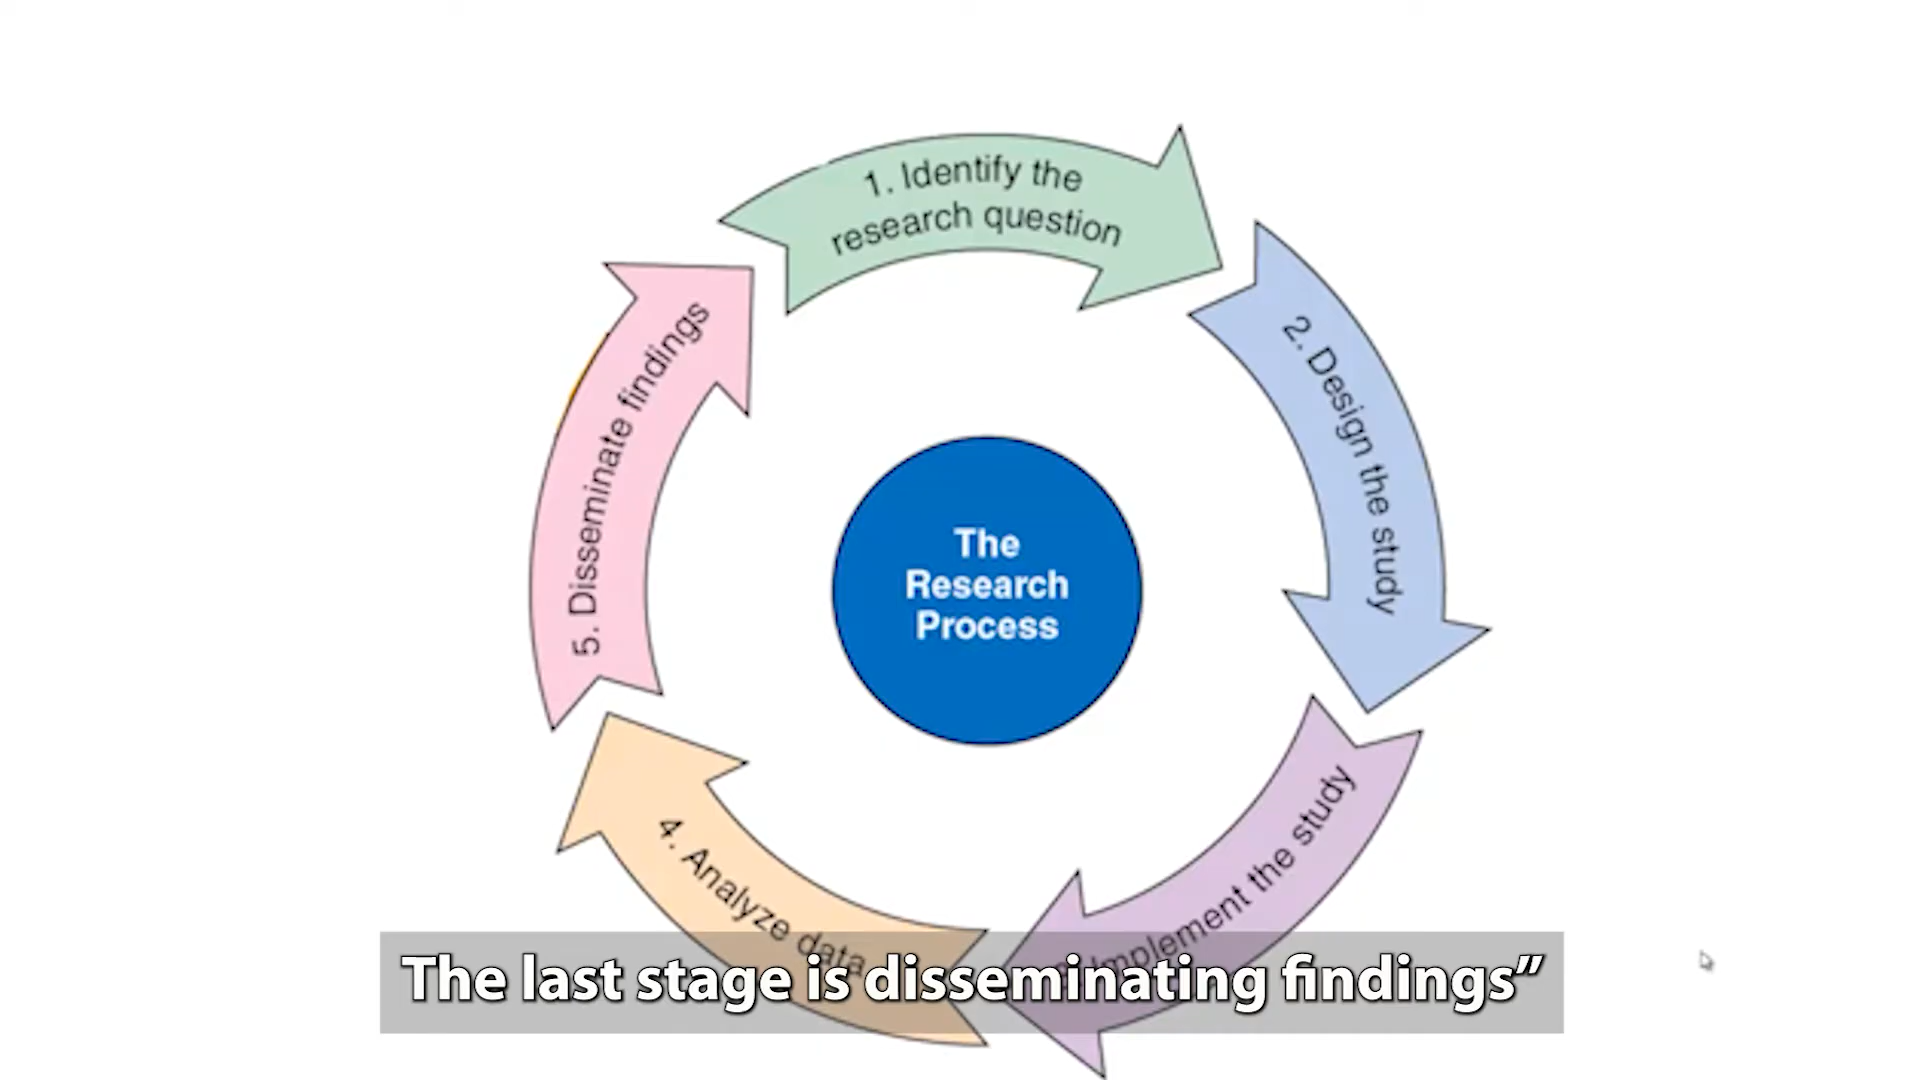 1. Identify the
research question
2. Design the study
Implement the study
4. Analyze data
5. Disseminate findings
The
Research
Process
The last stage is disseminating findings”